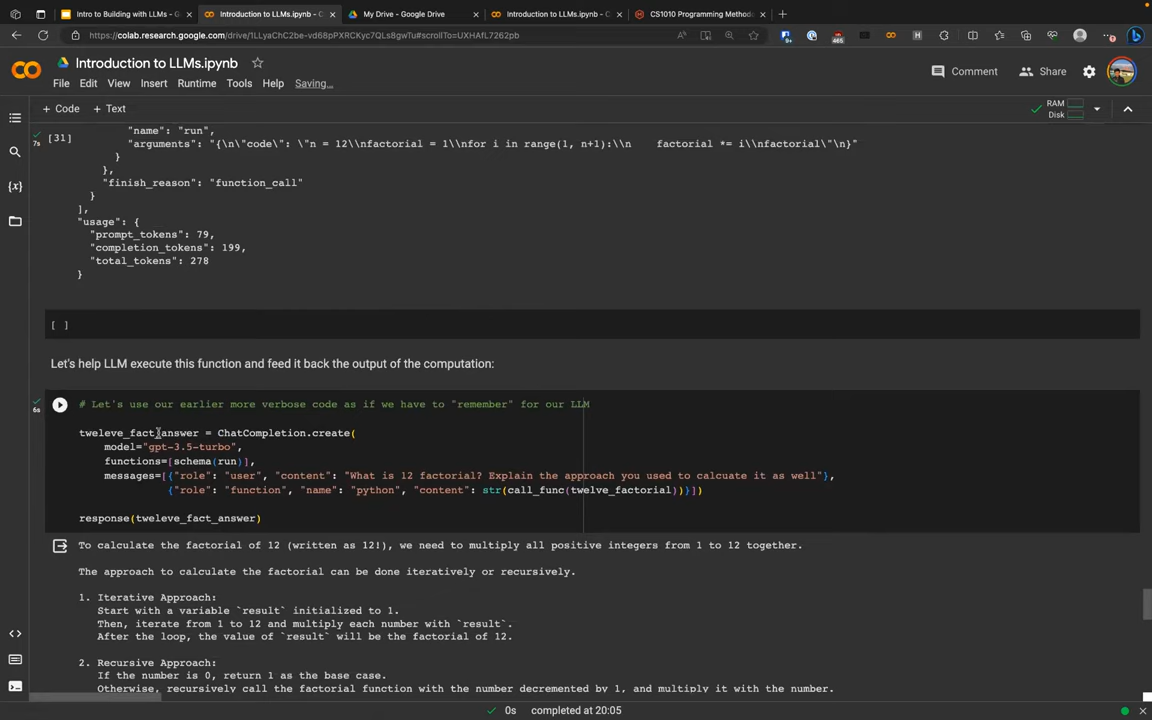 Intro to Building with LLMs - G
Introduction to LLMs.ipynb - C
My Drive - Google Drive
Introduction to LLMs.ipynb - C
CS1010 Programming Method
https://colab.research.google.com/drive/1LLyaChC2be-vd68pPXRCKyc7QLs8gwTu#scrollTo=UXHAfL7262pb
Introduction to LLMs.ipynb
Comment
Share
File Edit View Insert Runtime Tools Help Saving...
+ Code + Text
RAM
Disk
[31]
7s
"name": "run",
"arguments": "{\n\"code\": \"n = 12\\nfactorial = 1\\nfor i in range(1, n+1):\\n    factorial *= i\\nfactorial\"\n}"
}
},
"finish_reason": "function_call"
}
],
"usage": {
"prompt_tokens": 79,
"completion_tokens": 199,
"total_tokens": 278
}
[ ]
Let's help LLM execute this function and feed it back the output of the computation:
6s
# Let's use our earlier more verbose code as if we have to "remember" for our LLM
tweleve_fact_answer = ChatCompletion.create(
model="gpt-3.5-turbo",
functions=[schema(run)],
messages=[{"role": "user", "content": "What is 12 factorial? Explain the approach you used to calcuate it as well"},
{"role": "function", "name": "python", "content": str(call_func(twelve_factorial))}])
response(tweleve_fact_answer)
To calculate the factorial of 12 (written as 12!), we need to multiply all positive integers from 1 to 12 together.
The approach to calculate the factorial can be done iteratively or recursively.
1. Iterative Approach:
Start with a variable `result` initialized to 1.
Then, iterate from 1 to 12 and multiply each number with `result`.
After the loop, the value of `result` will be the factorial of 12.
2. Recursive Approach:
If the number is 0, return 1 as the base case.
Otherwise, recursively call the factorial function with the number decremented by 1, and multiply it with the number.
0s completed at 20:05